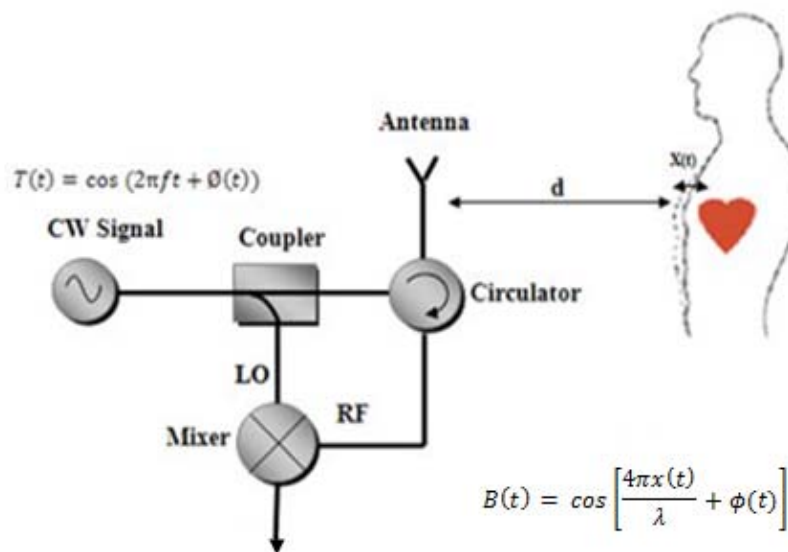 Antenna
X(t)
T(t) = cos (2πft + Ø(t))
d
CW Signal
Coupler
Circulator
LO
RF
Mixer
B(t) = cos[4πx(t)/λ + ϕ(t)]